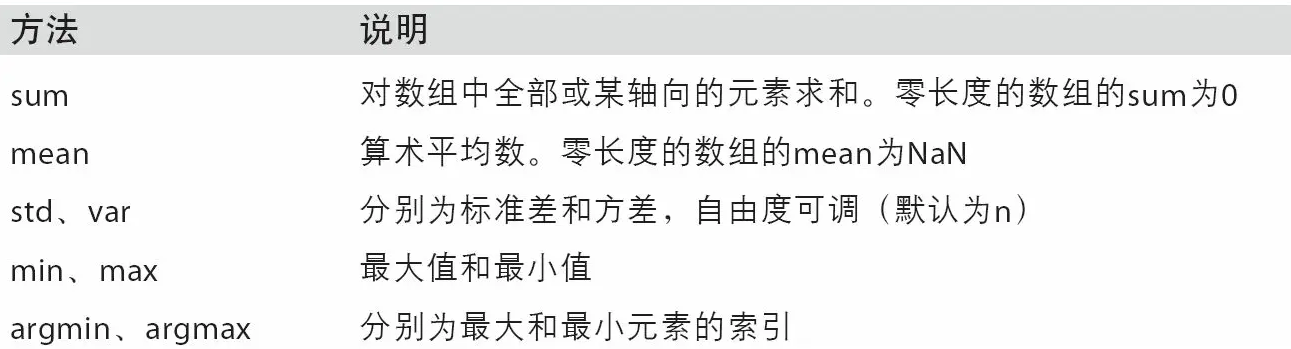 方法 说明
sum 对数组中全部或某轴向的元素求和。零长度的数组的sum为0
mean 算术平均数。零长度的数组的mean为NaN
std、var 分别为标准差和方差，自由度可调（默认为n）
min、max 最大值和最小值
argmin、argmax 分别为最大和最小元素的索引